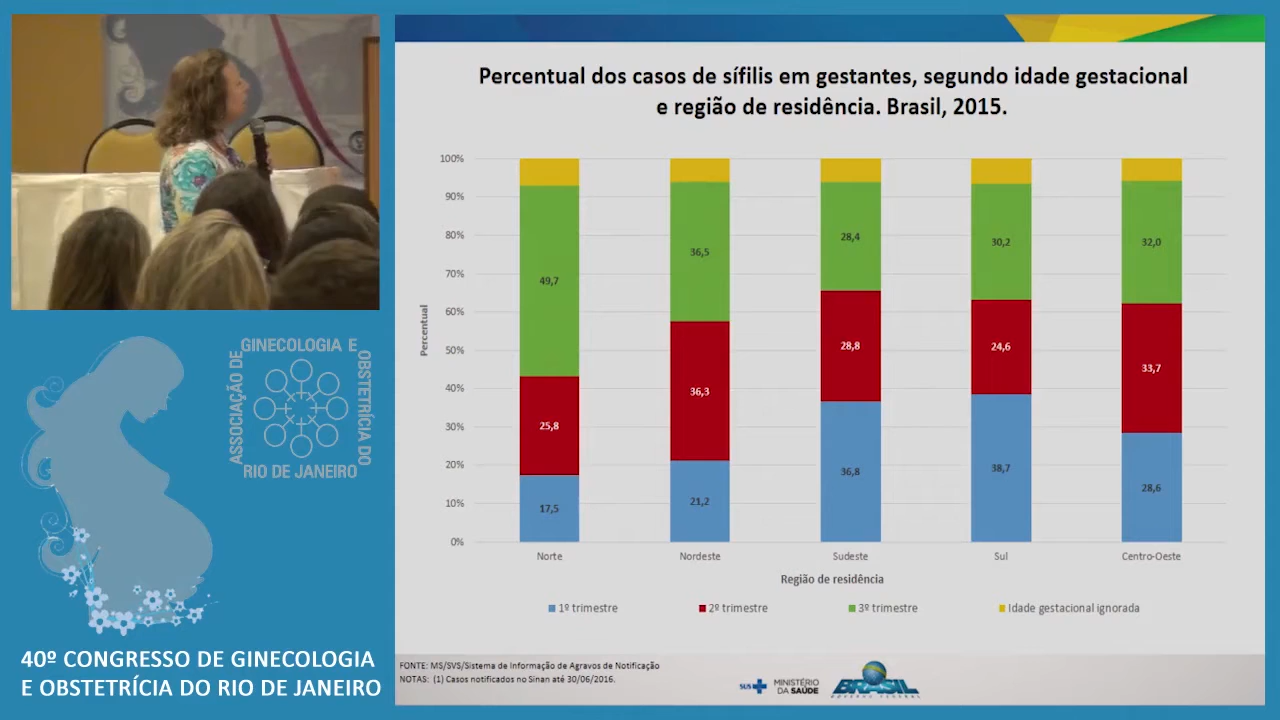 Percentual dos casos de sífilis em gestantes, segundo idade gestacional
e região de residência. Brasil, 2015.
100%
90%
80%
70%
60%
50%
40%
30%
20%
10%
0%
Percentual
49,7
25,8
17,5
36,5
36,3
21,2
28,4
28,8
36,8
30,2
24,6
38,7
32,0
33,7
28,6
Norte
Nordeste
Sudeste
Sul
Centro-Oeste
Região de residência
1º trimestre
2º trimestre
3º trimestre
Idade gestacional ignorada
FONTE: MS/SVS/Sistema de Informação de Agravos de Notificação
NOTAS: (1) Casos notificados no Sinan até 30/06/2016.
SUS
MINISTÉRIO
DA SAÚDE
BRASIL
GOVERNO FEDERAL
ASSOCIAÇÃO DE
GINECOLOGIA E
OBSTETRÍCIA DO
RIO DE JANEIRO
40º CONGRESSO DE GINECOLOGIA
E OBSTETRÍCIA DO RIO DE JANEIRO